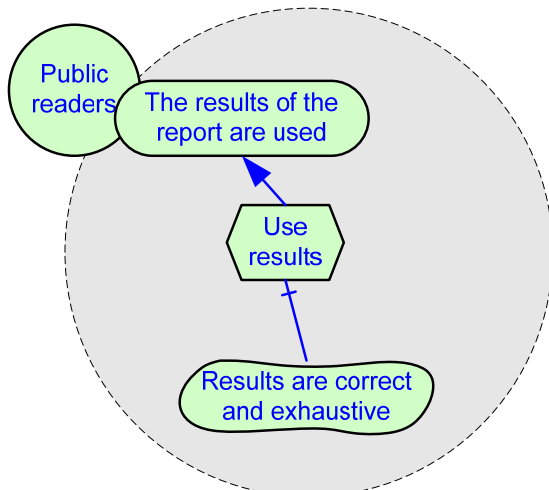 Public
readers
The results of the
report are used
Use
results
Results are correct
and exhaustive